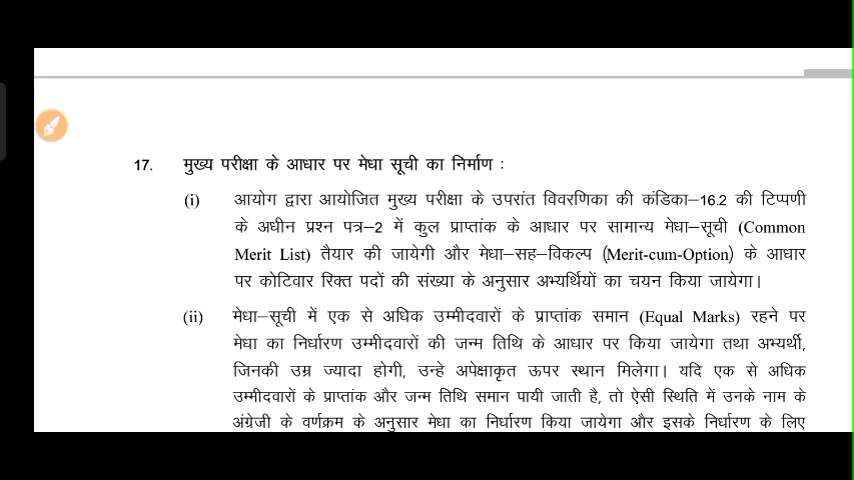 17. मुख्य परीक्षा के आधार पर मेधा सूची का निर्माण :
(i) आयोग द्वारा आयोजित मुख्य परीक्षा के उपरांत विवरणिका की कंडिका–16.2 की टिप्पणी
के अधीन प्रश्न पत्र–2 में कुल प्राप्तांक के आधार पर सामान्य मेधा–सूची (Common
Merit List) तैयार की जायेगी और मेधा–सह–विकल्प (Merit-cum-Option) के आधार
पर कोटिवार रिक्त पदों की संख्या के अनुसार अभ्यर्थियों का चयन किया जायेगा।
(ii) मेधा–सूची में एक से अधिक उम्मीदवारों के प्राप्तांक समान (Equal Marks) रहने पर
मेधा का निर्धारण उम्मीदवारों की जन्म तिथि के आधार पर किया जायेगा तथा अभ्यर्थी,
जिनकी उम्र ज्यादा होगी, उन्हे अपेक्षाकृत ऊपर स्थान मिलेगा। यदि एक से अधिक
उम्मीदवारों के प्राप्तांक और जन्म तिथि समान पायी जाती है, तो ऐसी स्थिति में उनके नाम के
अंग्रेजी के वर्णक्रम के अनुसार मेधा का निर्धारण किया जायेगा और इसके निर्धारण के लिए